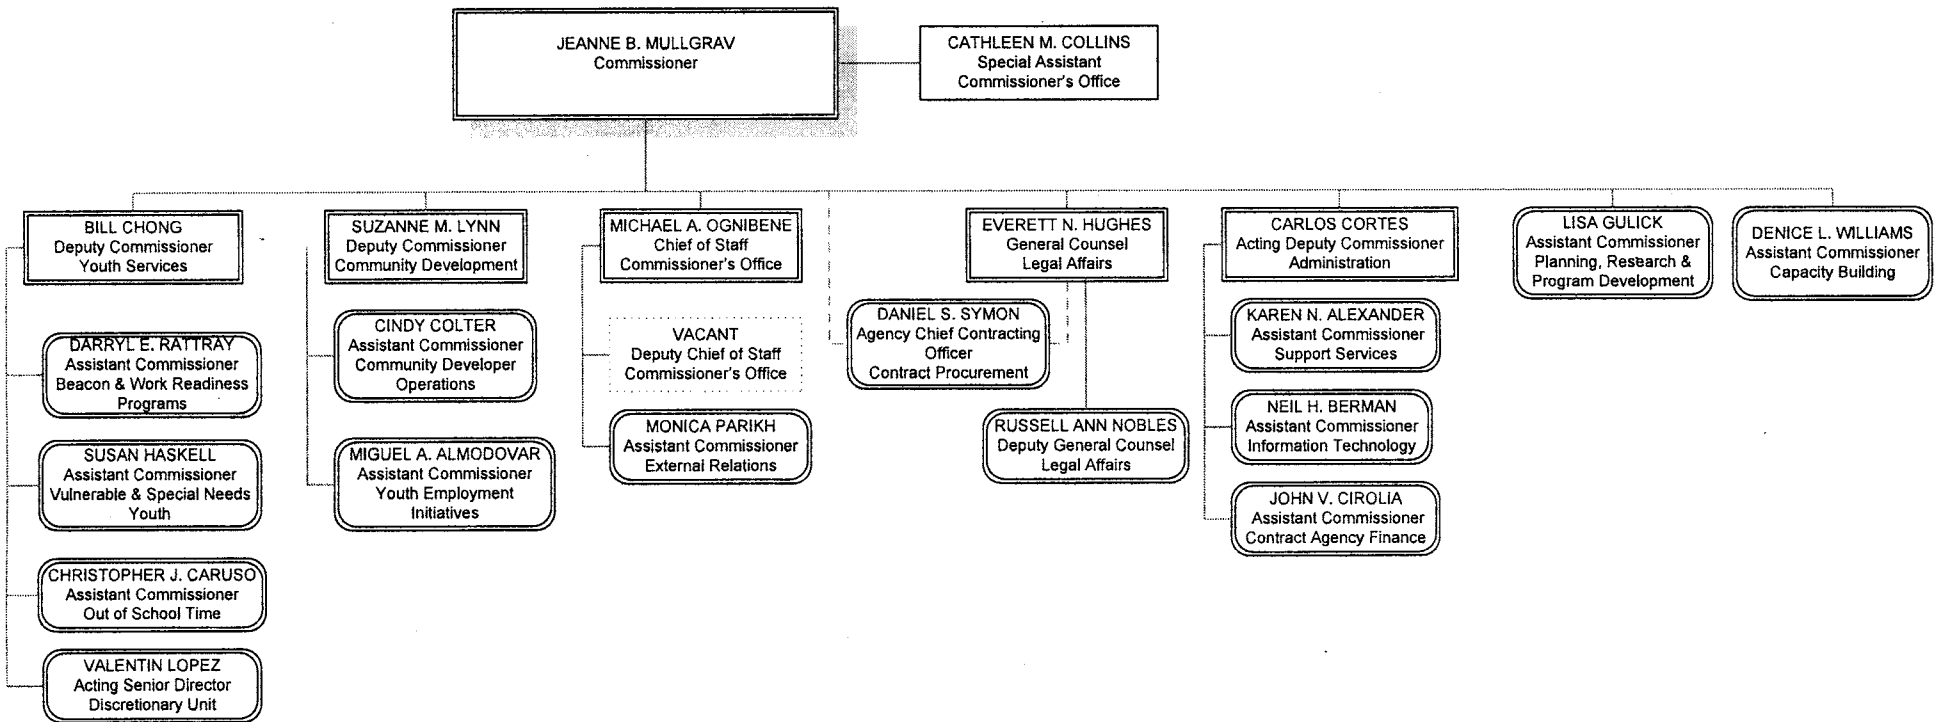 JEANNE B. MULLGRAV
Commissioner
CATHLEEN M. COLLINS
Special Assistant
Commissioner's Office
BILL CHONG
Deputy Commissioner
Youth Services
DARRYL E. RATTRAY
Assistant Commissioner
Beacon & Work Readiness
Programs
SUSAN HASKELL
Assistant Commissioner
Vulnerable & Special Needs
Youth
CHRISTOPHER J. CARUSO
Assistant Commissioner
Out of School Time
VALENTIN LOPEZ
Acting Senior Director
Discretionary Unit
SUZANNE M. LYNN
Deputy Commissioner
Community Development
CINDY COLTER
Assistant Commissioner
Community Developer
Operations
MIGUEL A. ALMODOVAR
Assistant Commissioner
Youth Employment
Initiatives
MICHAEL A. OGNIBENE
Chief of Staff
Commissioner's Office
VACANT
Deputy Chief of Staff
Commissioner's Office
MONICA PARIKH
Assistant Commissioner
External Relations
DANIEL S. SYMON
Agency Chief Contracting
Officer
Contract Procurement
EVERETT N. HUGHES
General Counsel
Legal Affairs
RUSSELL ANN NOBLES
Deputy General Counsel
Legal Affairs
CARLOS CORTES
Acting Deputy Commissioner
Administration
KAREN N. ALEXANDER
Assistant Commissioner
Support Services
NEIL H. BERMAN
Assistant Commissioner
Information Technology
JOHN V. CIROLIA
Assistant Commissioner
Contract Agency Finance
LISA GULICK
Assistant Commissioner
Planning, Research &
Program Development
DENICE L. WILLIAMS
Assistant Commissioner
Capacity Building